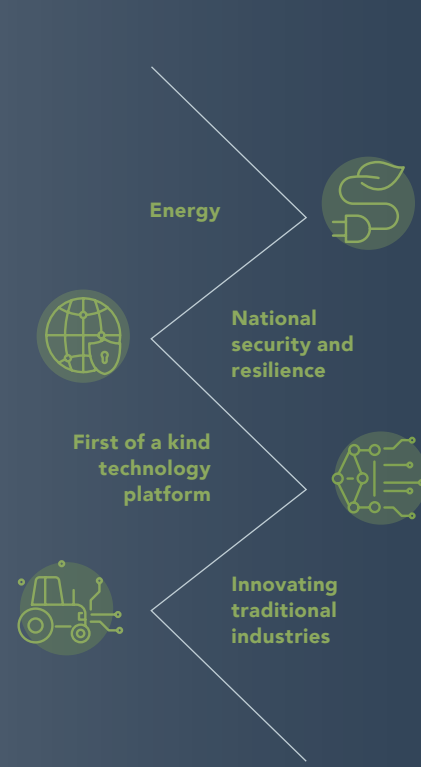 Energy
National
security and
resilience
First of a kind
technology
platform
Innovating
traditional
industries